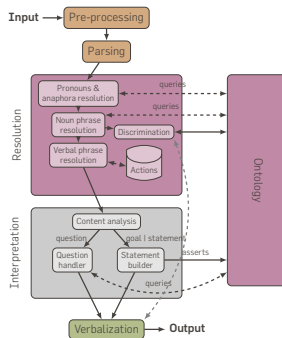 Input
Pre-processing
Parsing
Resolution
Pronouns &
anaphora resolution
queries
queries
Noun phrase
resolution
Discrimination
Verbal phrase
resolution
Actions
Ontology
Interpretation
Content analysis
question
goal | statement
asserts
Question
handler
Statement
builder
queries
Verbalization
Output